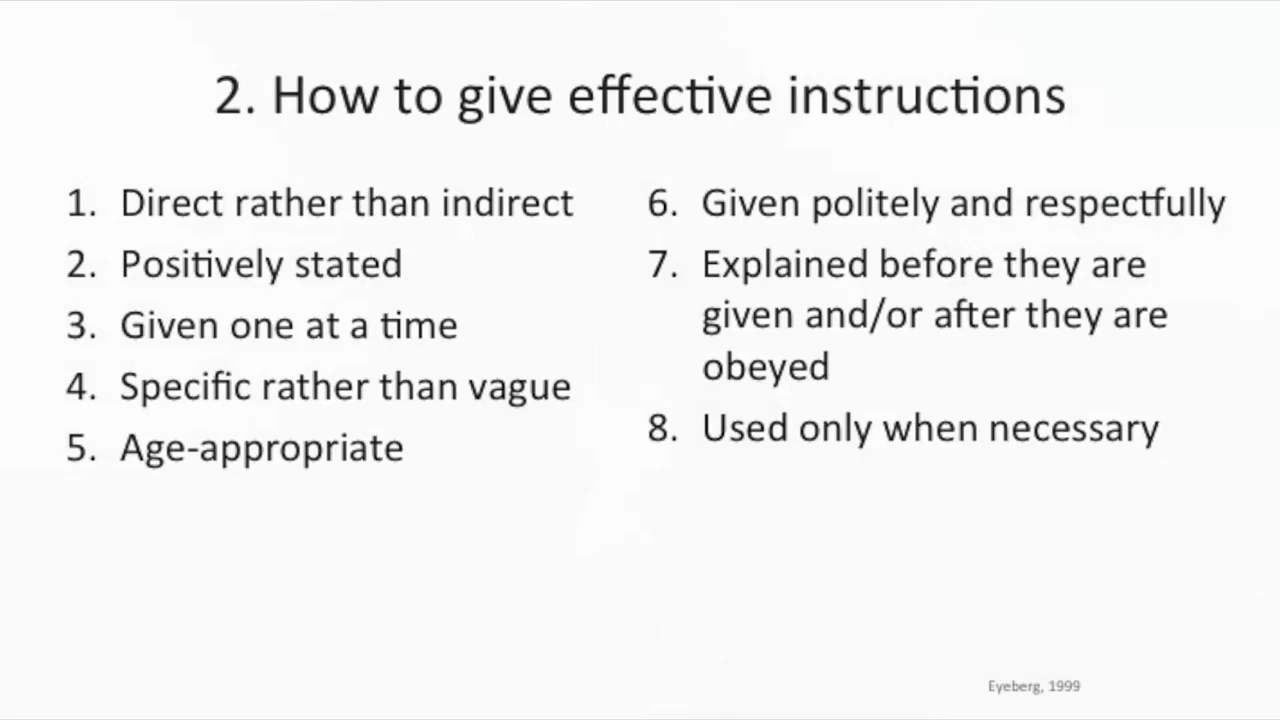 2. How to give effective instructions
1. Direct rather than indirect
2. Positively stated
3. Given one at a time
4. Specific rather than vague
5. Age-appropriate
6. Given politely and respectfully
7. Explained before they are
given and/or after they are
obeyed
8. Used only when necessary
Eyeberg, 1999